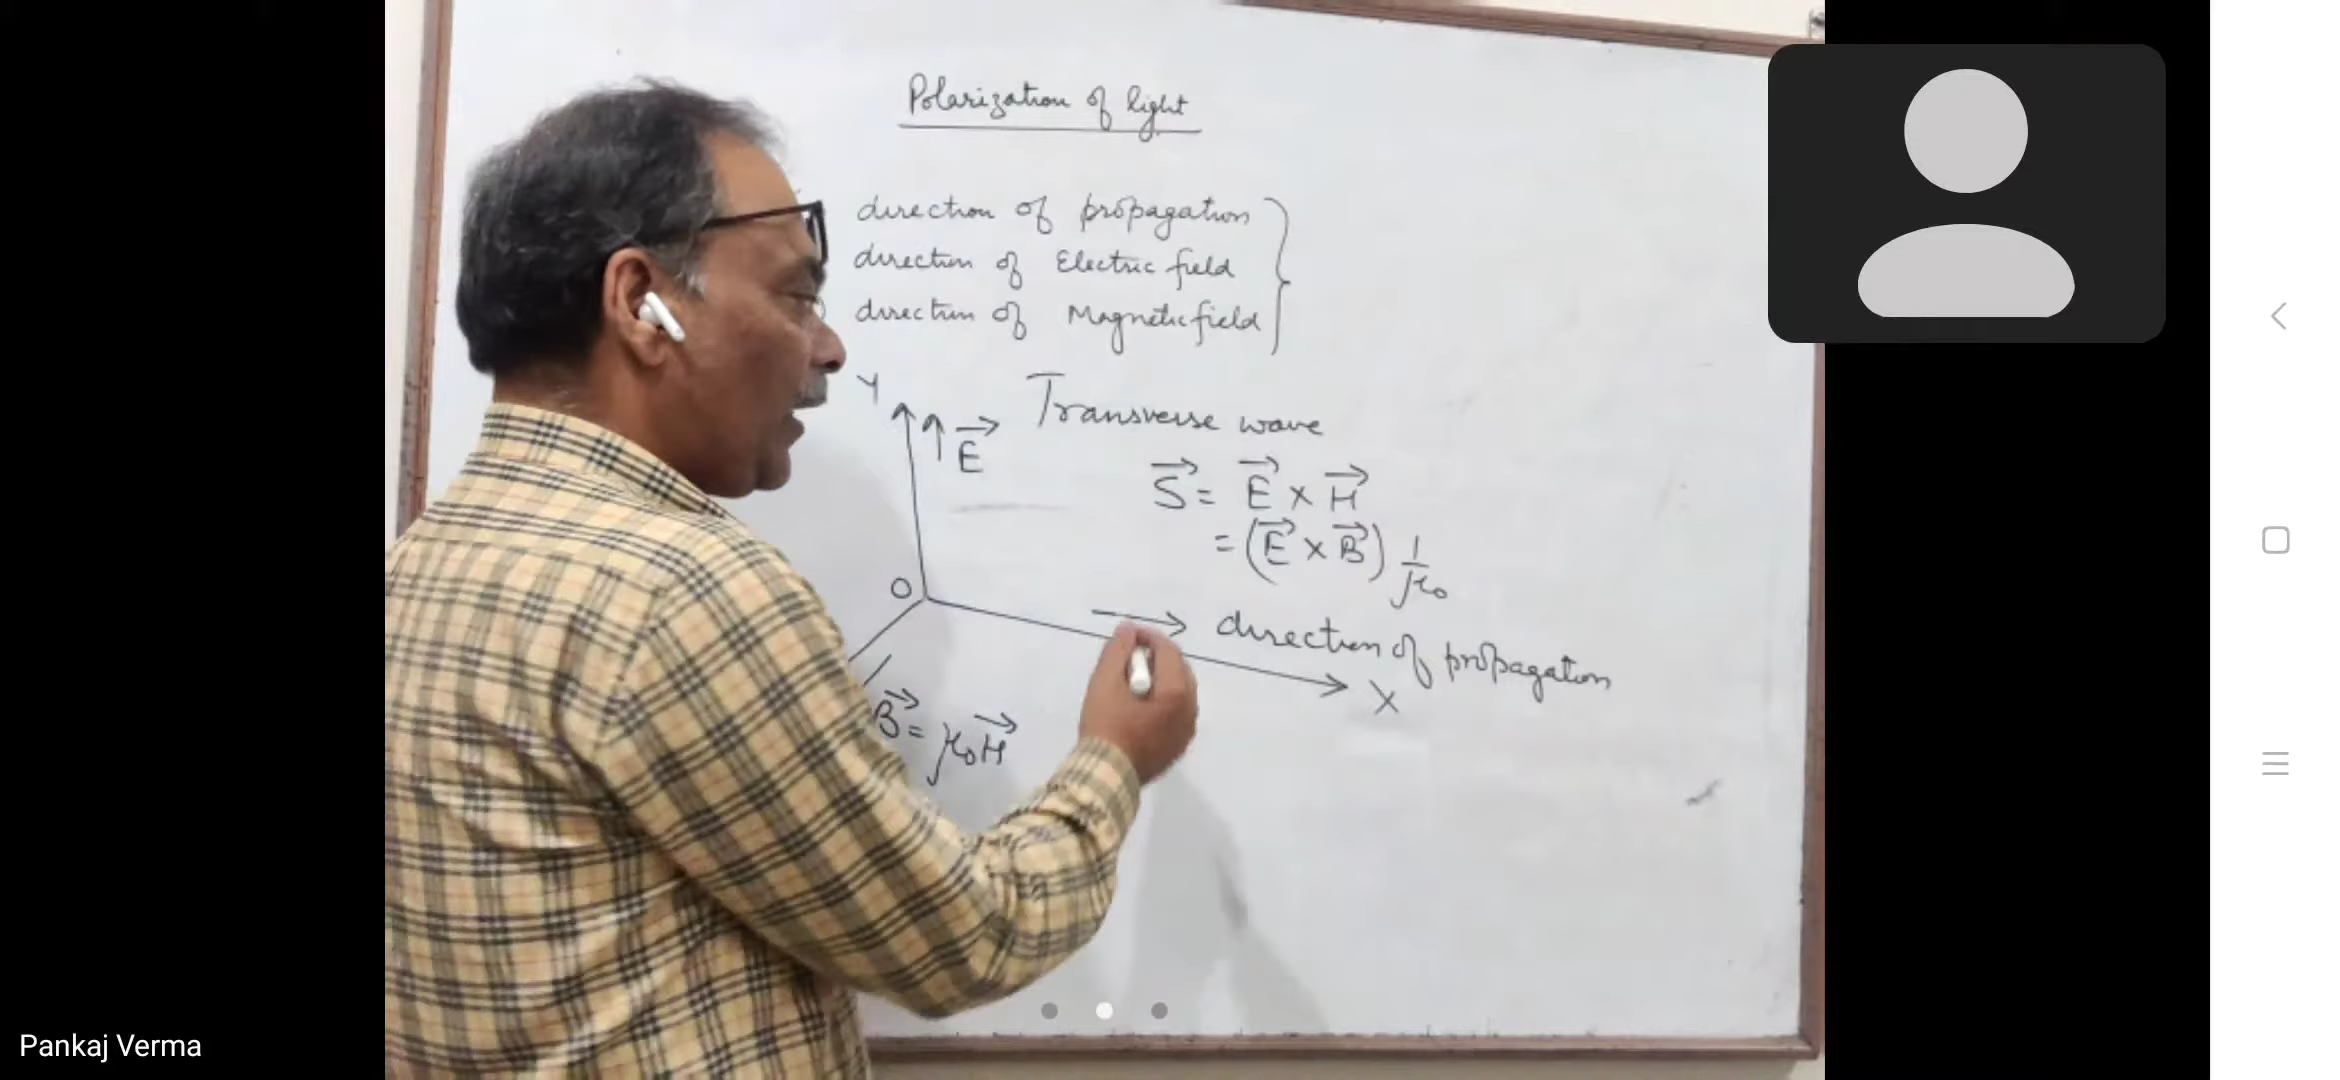 Polarization of light
direction of propagation
direction of Electric field
direction of Magnetic field
Y
E
Transverse wave
S = E × H
= (E × B) 1/μ₀
O
direction of propagation
X
B = μ₀H
Pankaj Verma